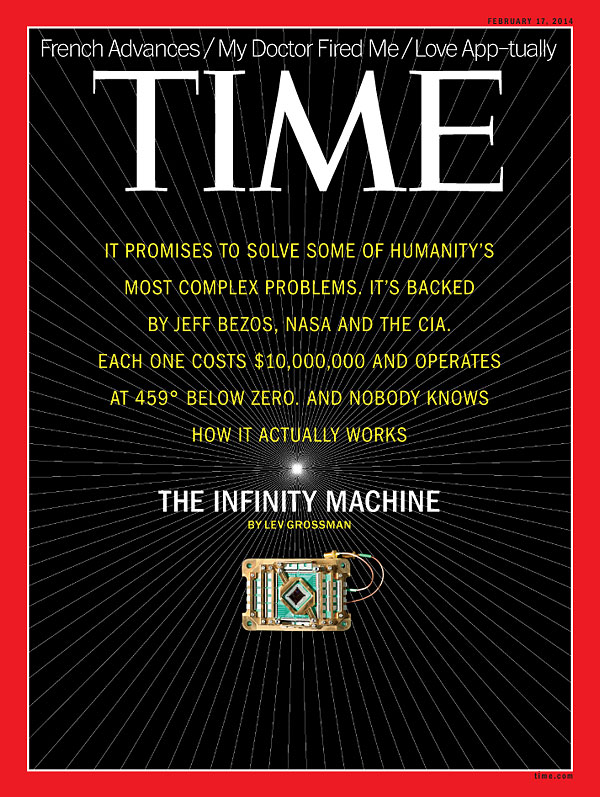 FEBRUARY 17, 2014
French Advances / My Doctor Fired Me / Love App-tually
TIME
IT PROMISES TO SOLVE SOME OF HUMANITY'S
MOST COMPLEX PROBLEMS. IT'S BACKED
BY JEFF BEZOS, NASA AND THE CIA.
EACH ONE COSTS $10,000,000 AND OPERATES
AT 459° BELOW ZERO. AND NOBODY KNOWS
HOW IT ACTUALLY WORKS
THE INFINITY MACHINE
BY LEV GROSSMAN
time.com